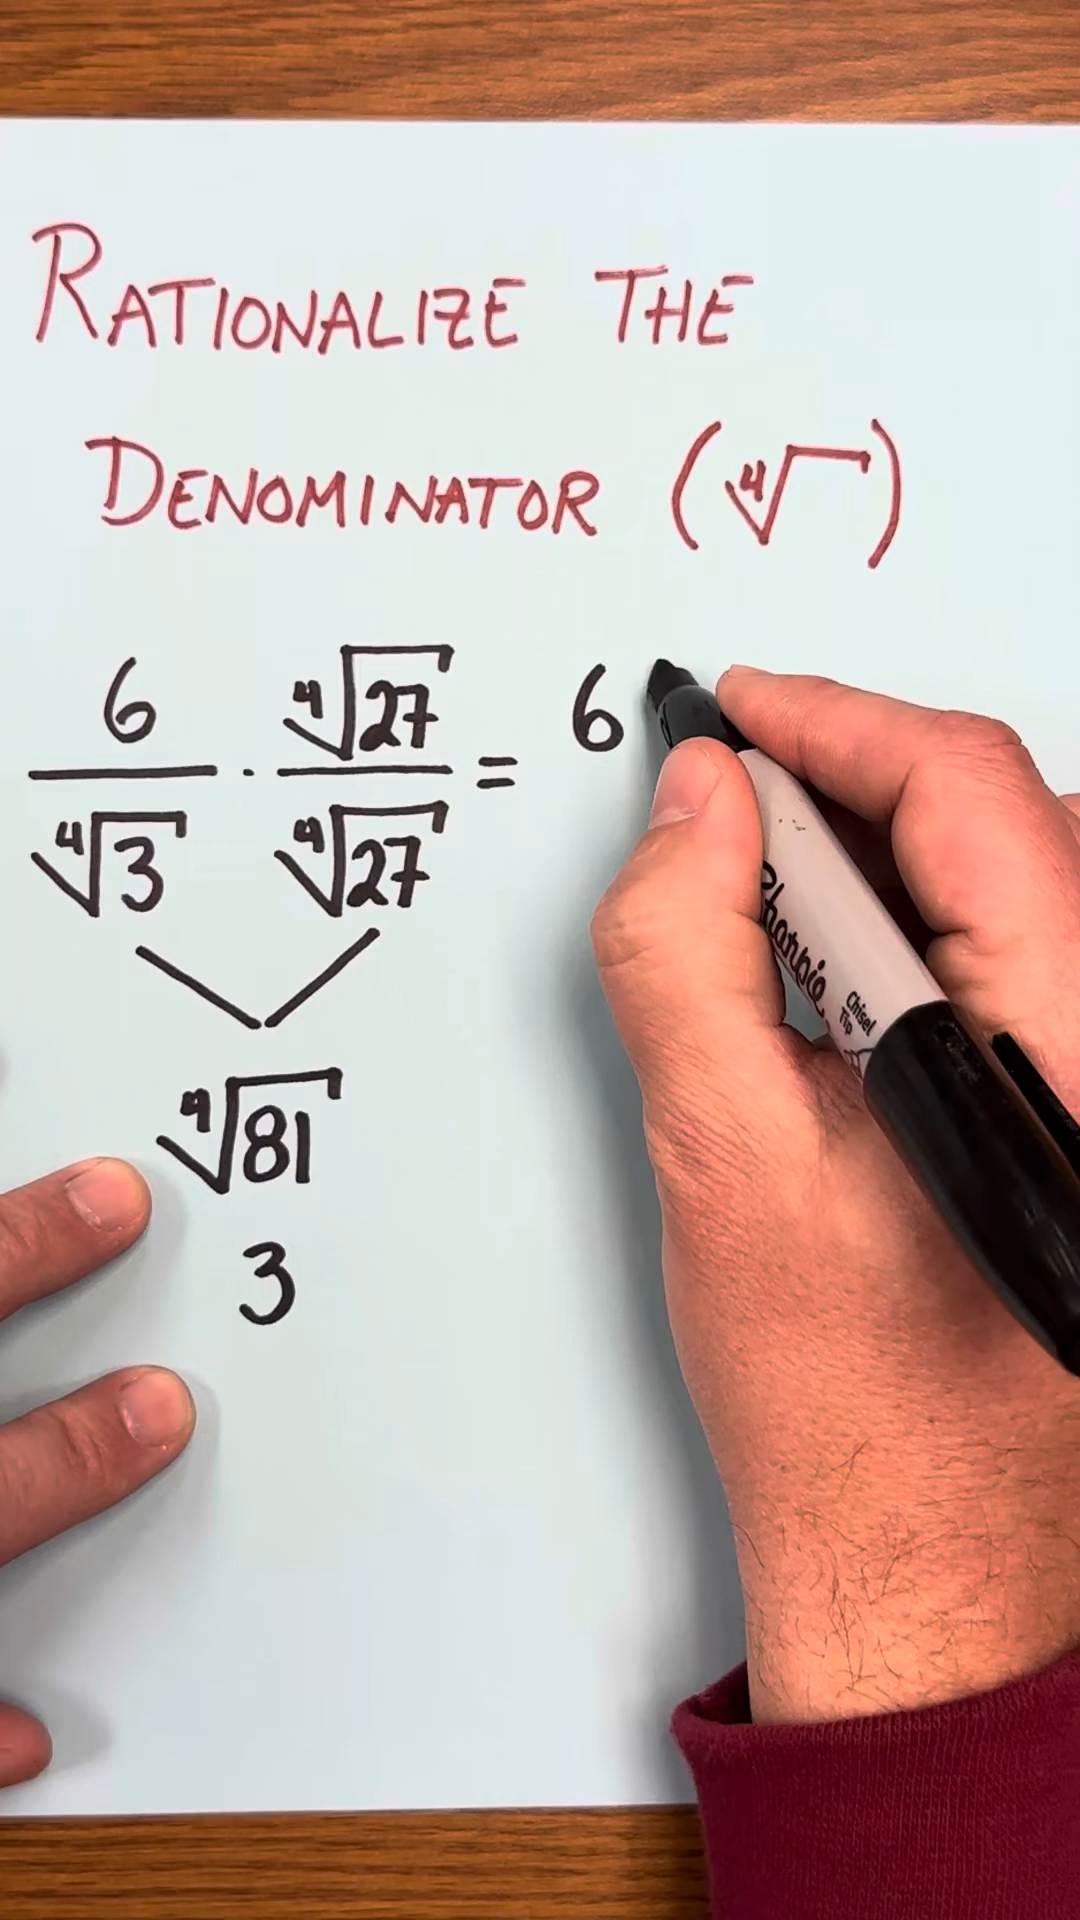 RATIONALIZE THE
DENOMINATOR (∜ )
6/∜3 · ∜27/∜27 = 6
∜81
3
Sharpie
Chisel
Tip